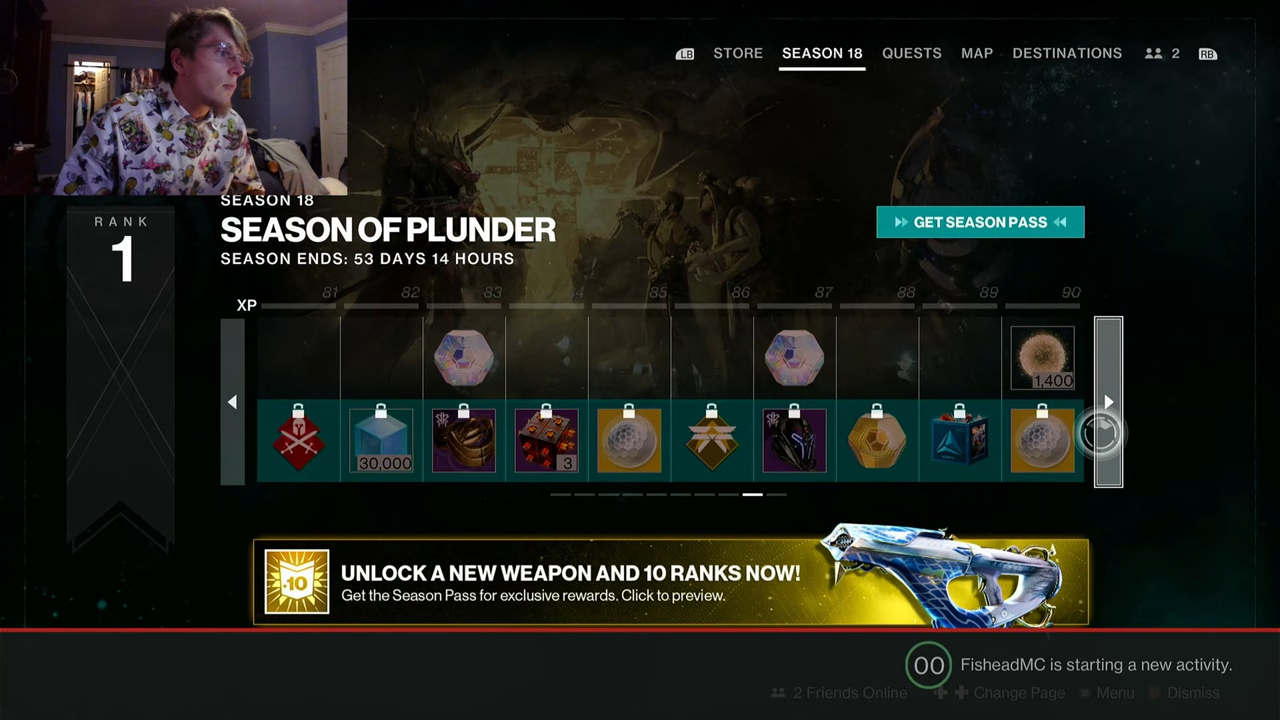 LB STORE SEASON 18 QUESTS MAP DESTINATIONS 2 RB
RANK
1
SEASON 18
SEASON OF PLUNDER
SEASON ENDS: 53 DAYS 14 HOURS
GET SEASON PASS
XP 81 82 83 84 85 86 87 88 89 90
1,400
30,000 3
10
UNLOCK A NEW WEAPON AND 10 RANKS NOW!
Get the Season Pass for exclusive rewards. Click to preview.
00 FisheadMC is starting a new activity.
2 Friends Online Change Page Menu Dismiss